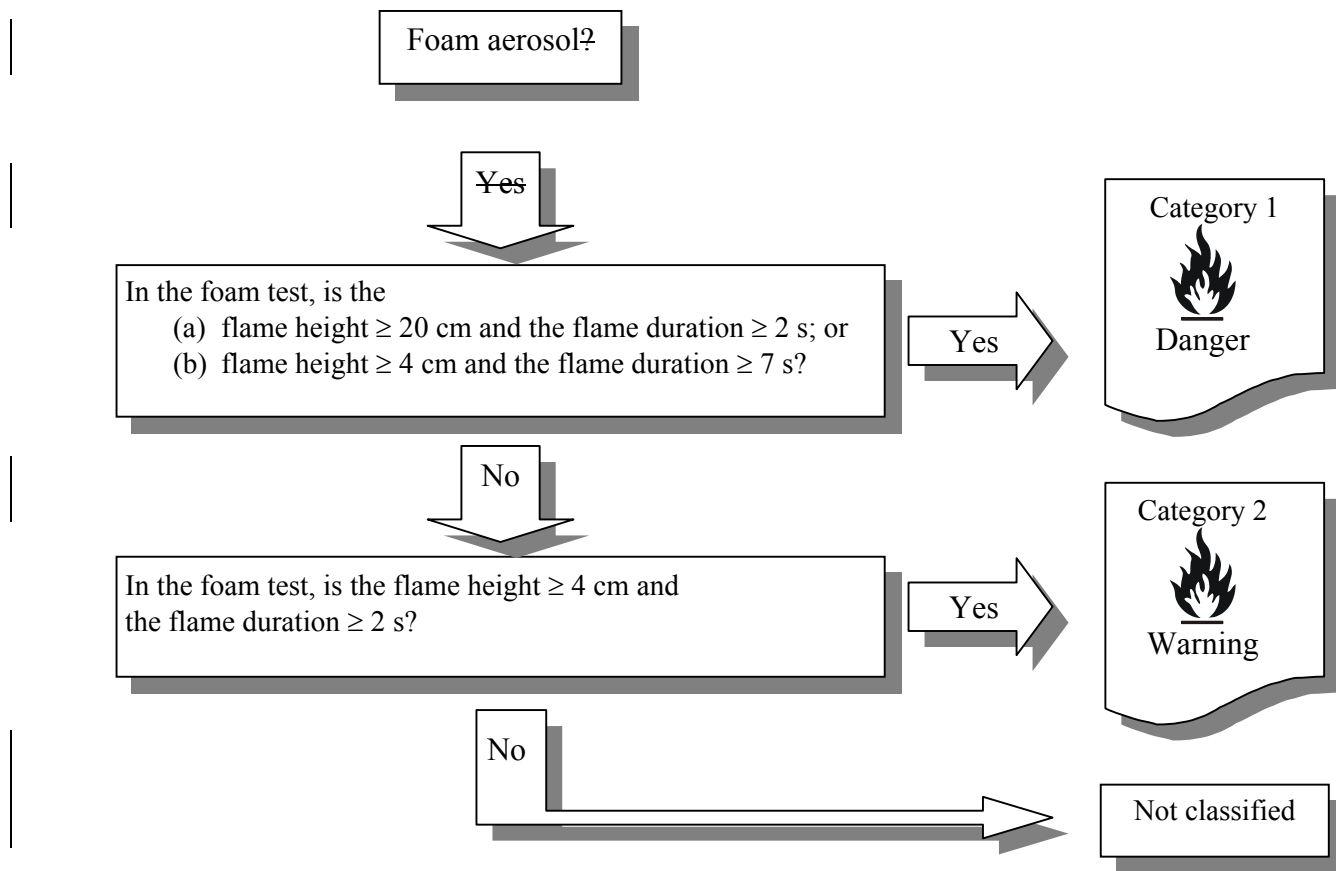 Foam aerosol?
Yes
Category 1
In the foam test, is the
(a) flame height ≥ 20 cm and the flame duration ≥ 2 s; or
(b) flame height ≥ 4 cm and the flame duration ≥ 7 s?
Yes
Danger
No
Category 2
In the foam test, is the flame height ≥ 4 cm and
the flame duration ≥ 2 s?
Yes
Warning
No
Not classified